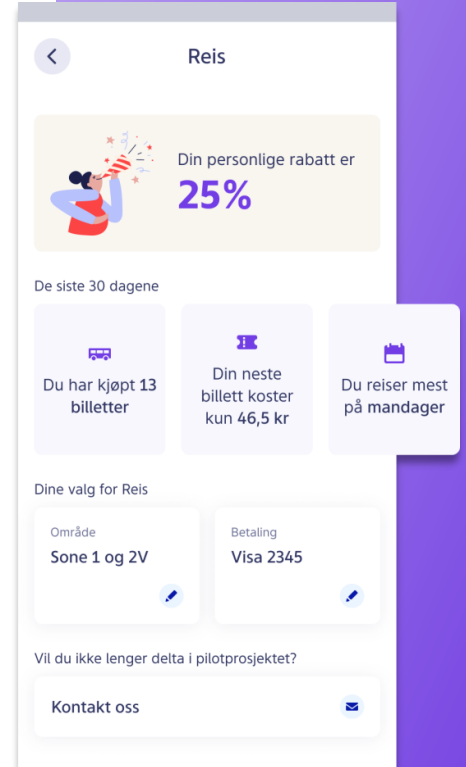 Reis
Din personlige rabatt er
25%
De siste 30 dagene
Du har kjøpt 13
billetter
Din neste
billett koster
kun 46,5 kr
Du reiser mest
på mandager
Dine valg for Reis
Område
Sone 1 og 2V
Betaling
Visa 2345
Vil du ikke lenger delta i pilotprosjektet?
Kontakt oss